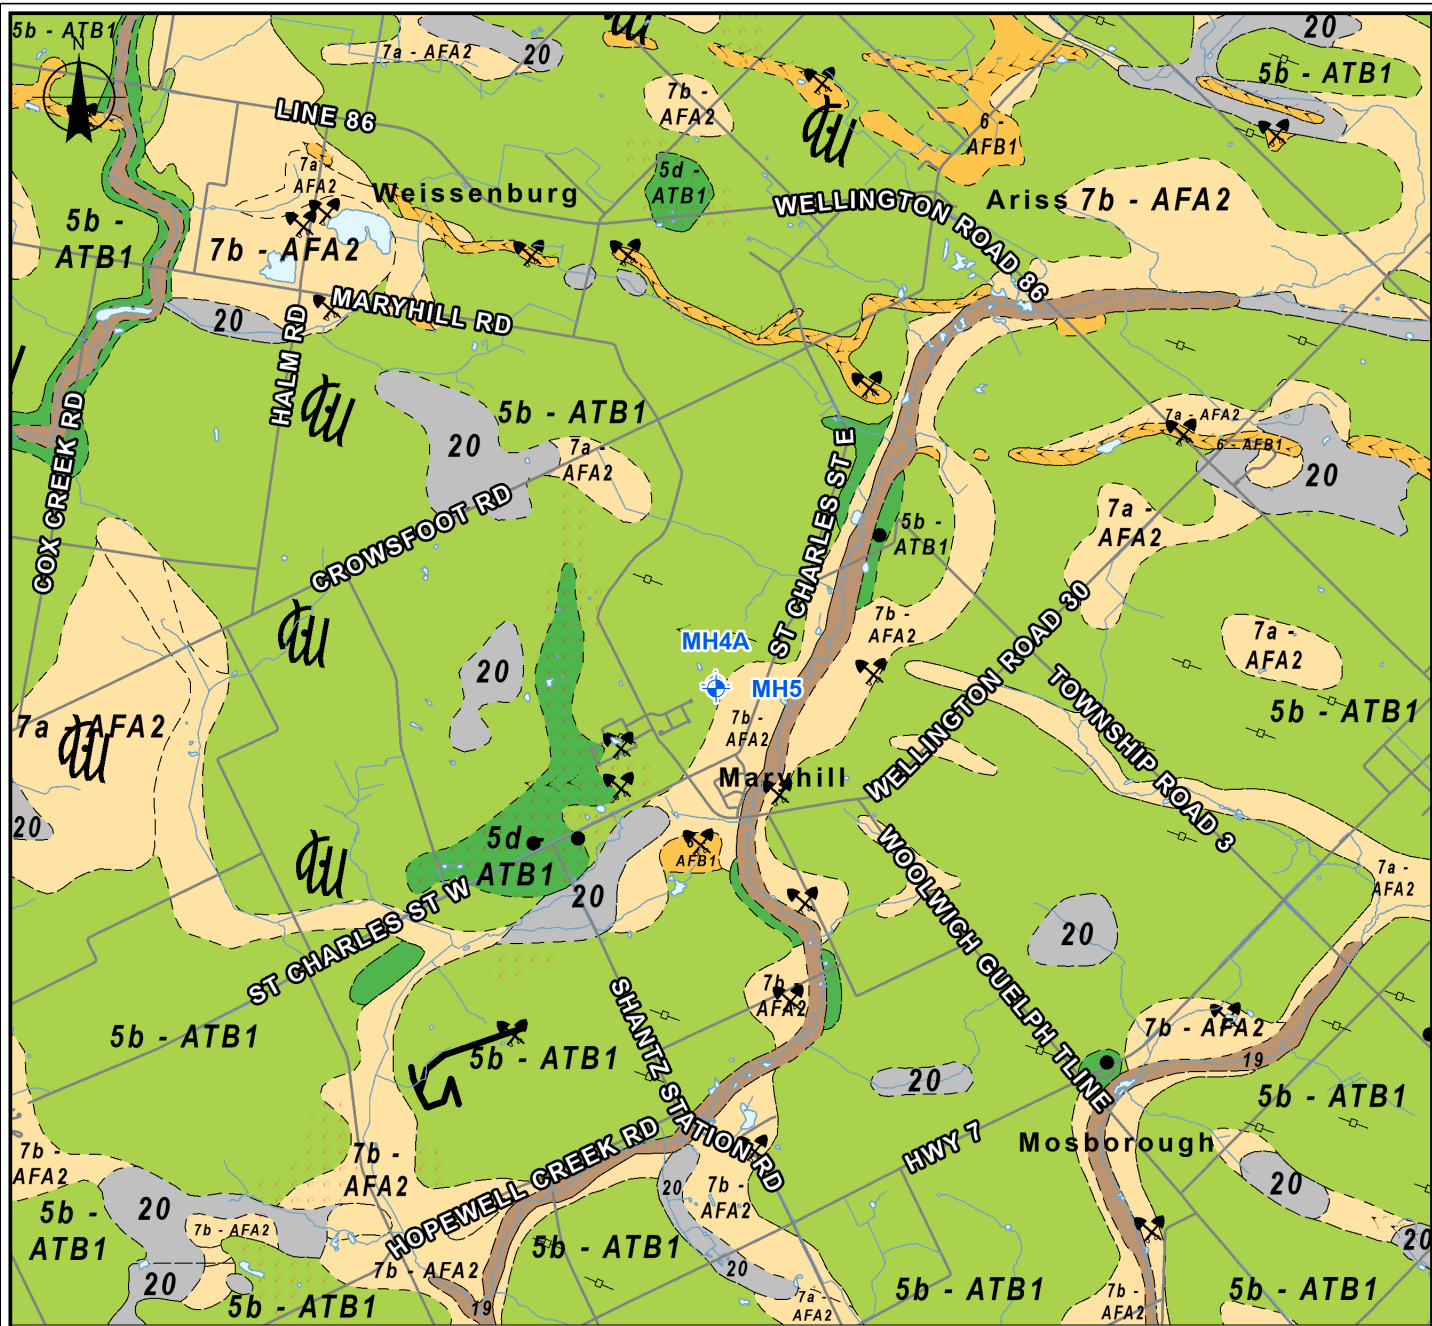 5b - ATB1
N
7a - AFA2
20
20
5b - ATB1
7b -
AFA2
LINE 86
6 -
AFB1
7a -
AFA2
Weissenburg
5d -
ATB1
WELLINGTON ROAD 86
Ariss
7b - AFA2
5b -
ATB1
7b - AFA2
MARYHILL RD
20
HALM RD
5b - ATB1
20
7a -
AFA2
7a - AFA2
6 - AFB1
20
COX CREEK RD
CROWSFOOT RD
ST CHARLES ST E
5b -
ATB1
7a -
AFA2
7b -
AFA2
WELLINGTON ROAD 30
7a -
AFA2
MH4A
MH5
20
TOWNSHIP ROAD 3
5b - ATB1
7a - AFA2
7b -
AFA2
Maryhill
20
5d -
ATB1
AFB1
20
WOOLWICH GUELPH TLINE
7a -
AFA2
ST CHARLES ST W
20
SHANTZ STATION RD
7b -
AFA2
7b - AFA2
5b - ATB1
5b - ATB1
19
20
5b - ATB1
HWY 7
Mosborough
HOPEWELL CREEK RD
7b -
AFA2
7b -
AFA2
20
7b -
AFA2
20
20
5b -
ATB1
7b - AFA2
5b - ATB1
20
7b - AFA2
20
20
5b - ATB1
19
7a -
AFA2
5b - ATB1
7b -
AFA2
5b - ATB1